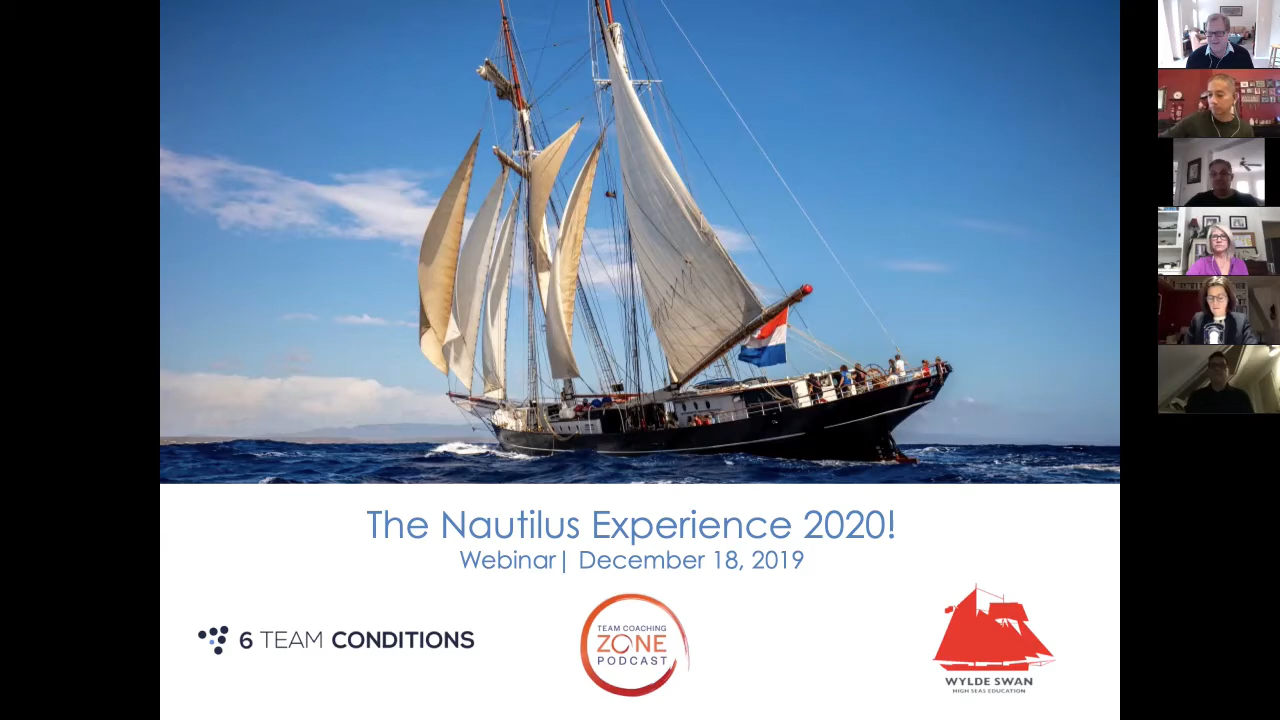 The Nautilus Experience 2020!
Webinar| December 18, 2019
6 TEAM CONDITIONS
TEAM COACHING
ZONE
PODCAST
WYLDE SWAN
HIGH SEAS EDUCATION